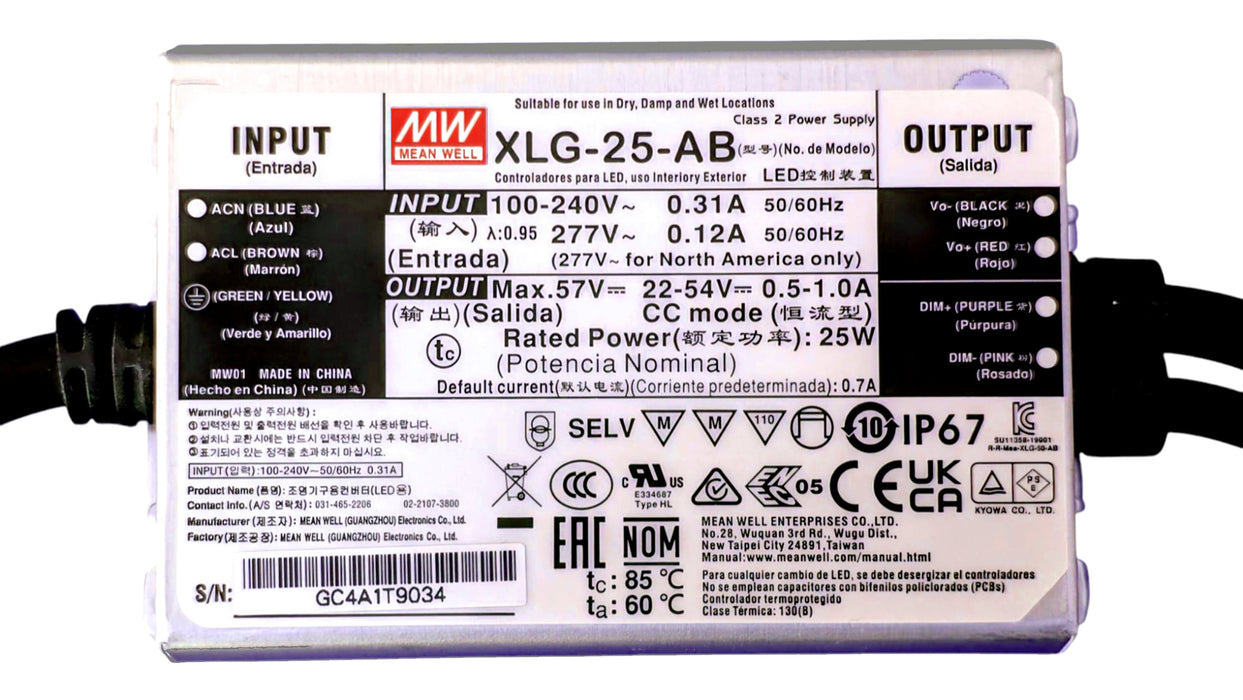 INPUT
(Entrada)
ACN (BLUE 蓝)
(Azul)
ACL (BROWN 棕)
(Marrón)
(GREEN / YELLOW)
(绿 / 黄)
(Verde y Amarillo)
MW01 MADE IN CHINA
(Hecho en China) (中国制造)
Suitable for use in Dry, Damp and Wet Locations
Class 2 Power Supply
MW
MEAN WELL
XLG-25-AB(型号)(No. de Modelo)
Controladores para LED, uso Interiory Exterior LED控制装置
INPUT 100-240V~ 0.31A 50/60Hz
(输入) λ:0.95 277V~ 0.12A 50/60Hz
(Entrada) (277V~ for North America only)
OUTPUT Max.57V⎓ 22-54V⎓ 0.5-1.0A
(输出)(Salida) CC mode (恒流型)
Rated Power(额定功率): 25W
tc (Potencia Nominal)
Default current(默认电流)(Corriente predeterminada): 0.7A
OUTPUT
(Salida)
Vo- (BLACK 黑)
(Negro)
Vo+ (RED 红)
(Rojo)
DIM+ (PURPLE 紫)
(Púrpura)
DIM- (PINK 粉)
(Rosado)
Warning(사용상 주의사항) :
① 입력전원 및 출력전원 배선을 확인 후 사용바랍니다.
② 설치나 교환시에는 반드시 입력전원 차단 후 작업바랍니다.
③ 표기되어 있는 정격을 초과하지 마십시요.
INPUT(입력):100-240V~50/60Hz 0.31A
Product Name (품명): 조명기구용컨버터(LED용)
Contact Info.(A/S 연락처) : 031-465-2206 02-2107-3800
Manufacturer (제조자): MEAN WELL (GUANGZHOU) Electronics Co., Ltd.
Factory(제조공장): MEAN WELL (GUANGZHOU) Electronics Co., Ltd.
S/N:
GC4A1T9034
SELV M M 110 10 IP67
SU11358-19001
R-R-Mea-XLG-50-AB
CCC c RU US
E334687
Type HL
ENEC 05 CE UK CA PS E
KYOWA CO., LTD.
EAC NOM
tc : 85 ℃
ta : 60 ℃
MEAN WELL ENTERPRISES CO.,LTD.
No.28, Wuquan 3rd Rd., Wugu Dist.,
New Taipei City 24891,Taiwan
Manual:www.meanwell.com/manual.html
Para cualquier cambio de LED, se debe desergizar el controladores
No se emplean capacitores con bifenilos policlorados (PCBs)
Controlador termoprotegido
Clase Térmica: 130(B)